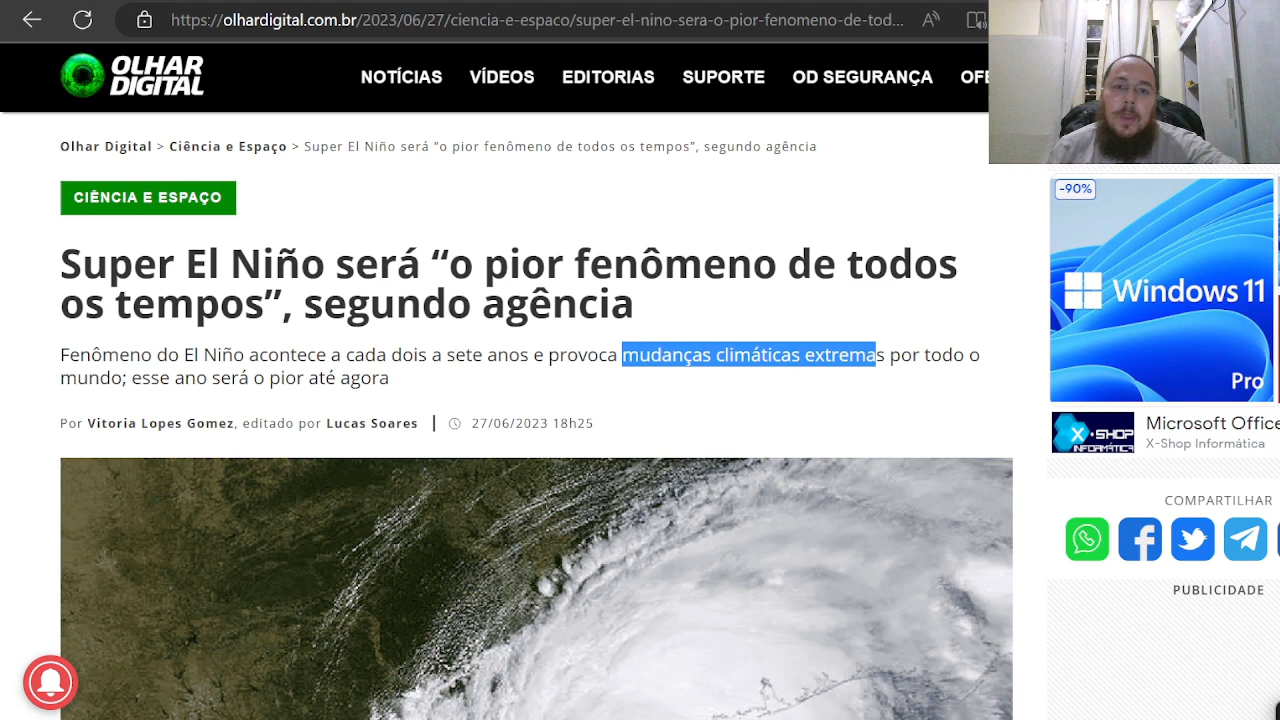 https://olhardigital.com.br/2023/06/27/ciencia-e-espaco/super-el-nino-sera-o-pior-fenomeno-de-tod...
OLHAR
DIGITAL
NOTÍCIAS VÍDEOS EDITORIAS SUPORTE OD SEGURANÇA OFE
Olhar Digital > Ciência e Espaço > Super El Niño será “o pior fenômeno de todos os tempos”, segundo agência
CIÊNCIA E ESPAÇO
Super El Niño será “o pior fenômeno de todos
os tempos”, segundo agência
Fenômeno do El Niño acontece a cada dois a sete anos e provoca mudanças climáticas extremas por todo o
mundo; esse ano será o pior até agora
Por Vitoria Lopes Gomez, editado por Lucas Soares | 27/06/2023 18h25
-90%
Windows 11
Pro
X-SHOP
INFORMÁTICA
Microsoft Office
X-Shop Informática
COMPARTILHAR
PUBLICIDADE